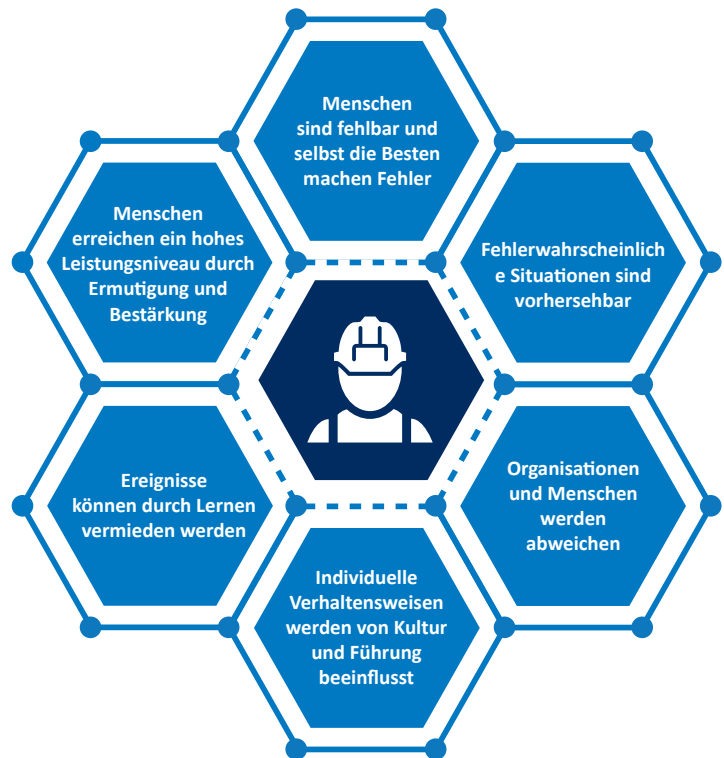 Menschen
sind fehlbar und
selbst die Besten
machen Fehler
Fehlerwahrscheinlich
e Situationen sind
vorhersehbar
Organisationen
und Menschen
werden
abweichen
Individuelle
Verhaltensweisen
werden von Kultur
und Führung
beeinflusst
Ereignisse
können durch Lernen
vermieden werden
Menschen
erreichen ein hohes
Leistungsniveau durch
Ermutigung und
Bestärkung